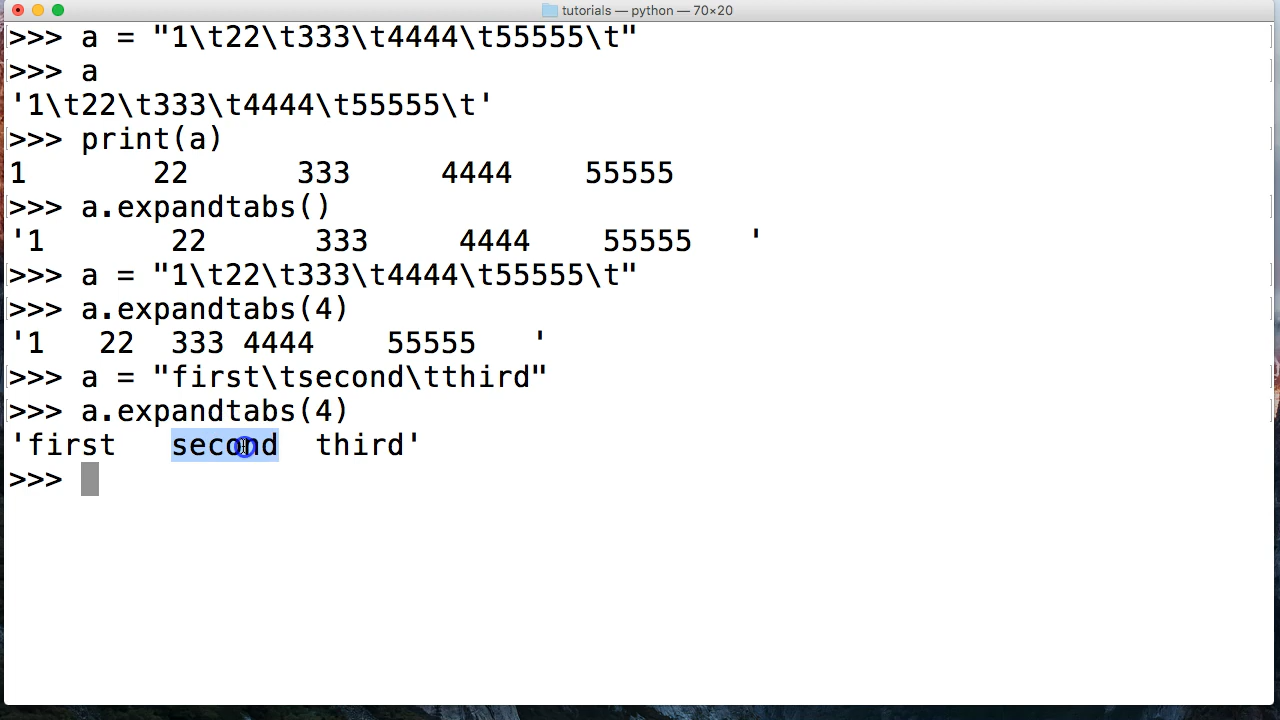 tutorials — python — 70×20
>>> a = "1\t22\t333\t4444\t55555\t"
>>> a
'1\t22\t333\t4444\t55555\t'
>>> print(a)
1       22      333     4444    55555
>>> a.expandtabs()
'1       22      333     4444    55555   '
>>> a = "1\t22\t333\t4444\t55555\t"
>>> a.expandtabs(4)
'1   22  333 4444    55555   '
>>> a = "first\tsecond\tthird"
>>> a.expandtabs(4)
'first   second  third'
>>>